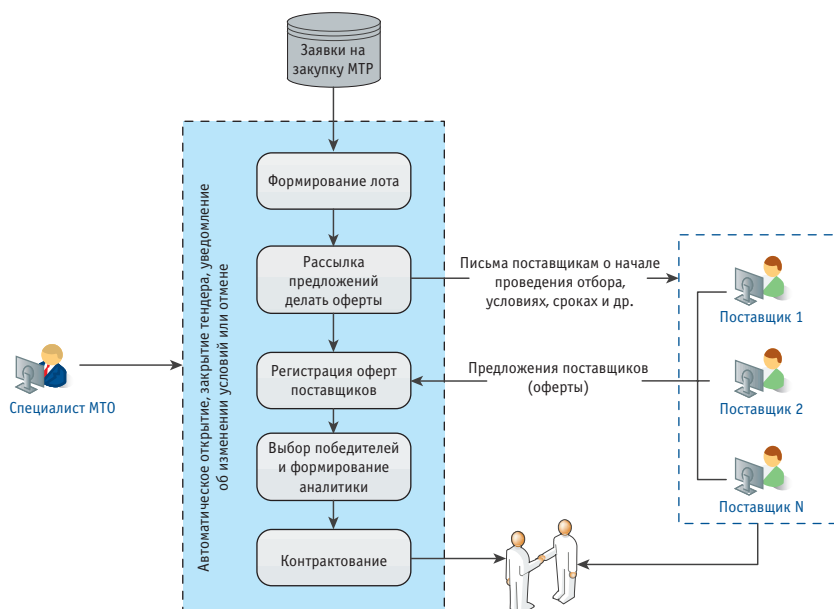 Заявки на
закупку МТР
Автоматическое открытие, закрытие тендера, уведомление
об изменении условий или отмене
Формирование лота
Рассылка
предложений
делать оферты
Письма поставщикам о начале
проведения отбора,
условиях, сроках и др.
Поставщик 1
Специалист МТО
Регистрация оферт
поставщиков
Предложения поставщиков
(оферты)
Поставщик 2
Выбор победителей
и формирование
аналитики
Поставщик N
Контрактование